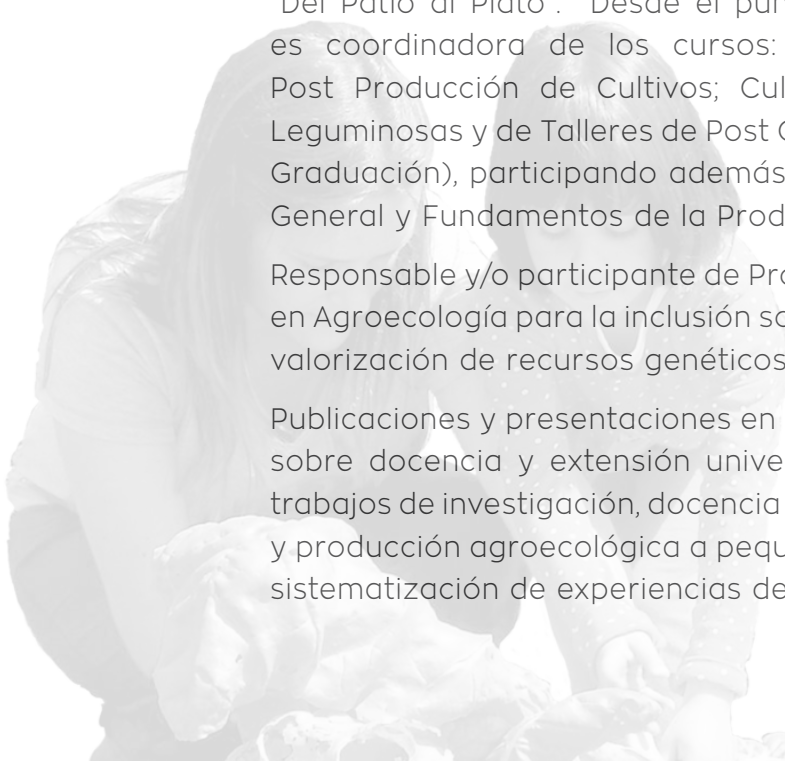 "Del Patio al Plato". Desde el pun
es coordinadora de los cursos:
Post Producción de Cultivos; Cul
Leguminosas y de Talleres de Post
Graduación), participando además
General y Fundamentos de la Prod
Responsable y/o participante de Pro
en Agroecología para la inclusión so
valorización de recursos genéticos
Publicaciones y presentaciones en
sobre docencia y extensión unive
trabajos de investigación, docencia
y producción agroecológica a pequ
sistematización de experiencias de